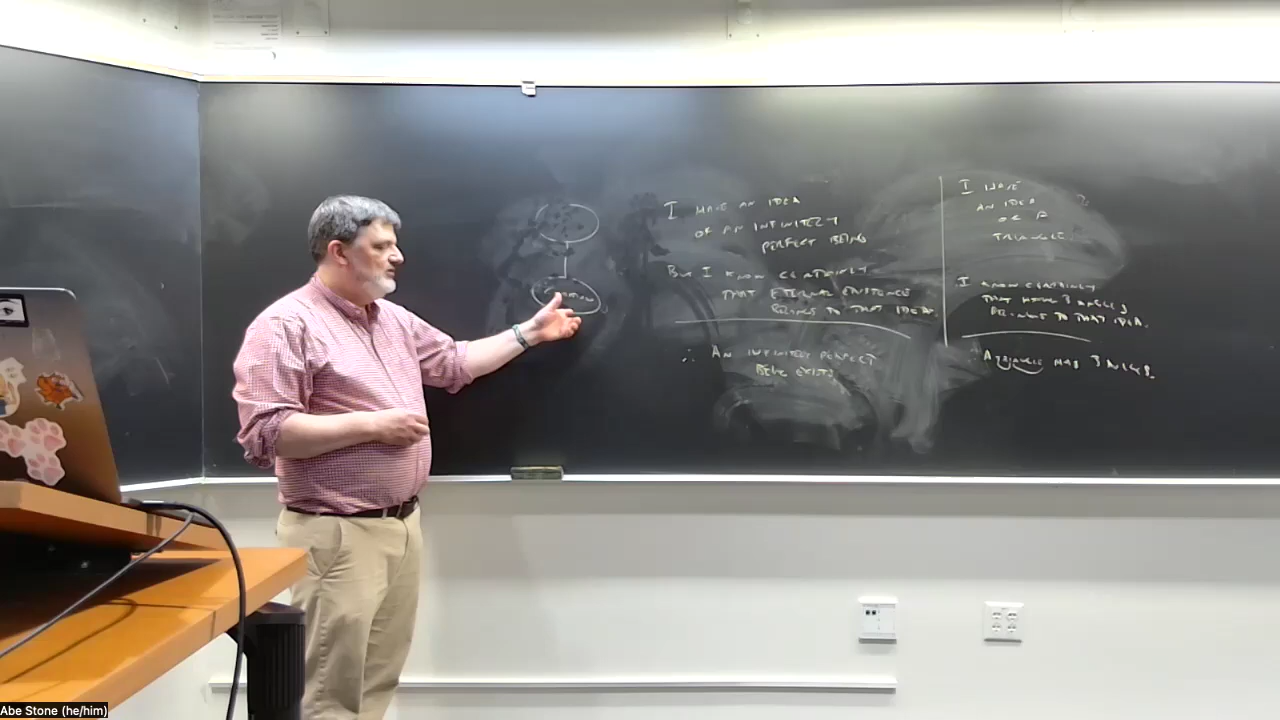 I HAVE AN IDEA
OF AN INFINITELY
PERFECT BEING
BUT I KNOW CLEARLY
THAT ETERNAL EXISTENCE
BELONGS TO THAT IDEA.
∴ AN INFINITELY PERFECT
BEING EXISTS
I HAVE
AN IDEA
OF A
TRIANGLE.
I KNOW CLEARLY
THAT HAVING 3 ANGLES
BELONGS TO THAT IDEA.
A TRIANGLE HAS 3 ANGLES.
Abe Stone (he/him)